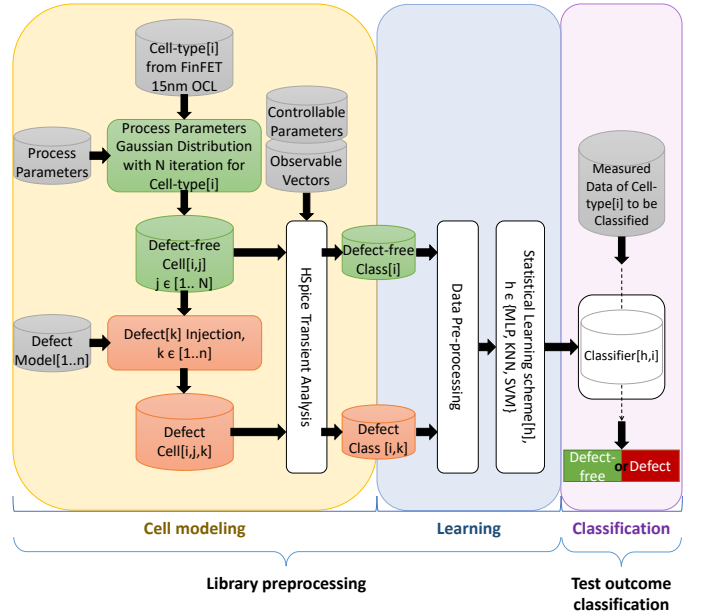 Cell-type[i]
from FinFET
15nm OCL
Controllable
Parameters
Observable
Vectors
Process
Parameters
Process Parameters
Gaussian Distribution
with N iteration for
Cell-type[i]
Measured
Data of Cell-
type[i] to be
Classified
Defect-free
Cell[i,j]
j ϵ [1.. N]
HSpice Transient Analysis
Defect-free
Class[i]
Data Pre-processing
Statistical Learning scheme[h],
h ϵ {MLP, KNN, SVM}
Defect
Model[1..n]
Defect[k] Injection,
k ϵ [1..n]
Classifier[h,i]
Defect
Cell[i,j,k]
Defect
Class [i,k]
Defect-
free
or
Defect
Cell modeling
Learning
Classification
Library preprocessing
Test outcome
classification